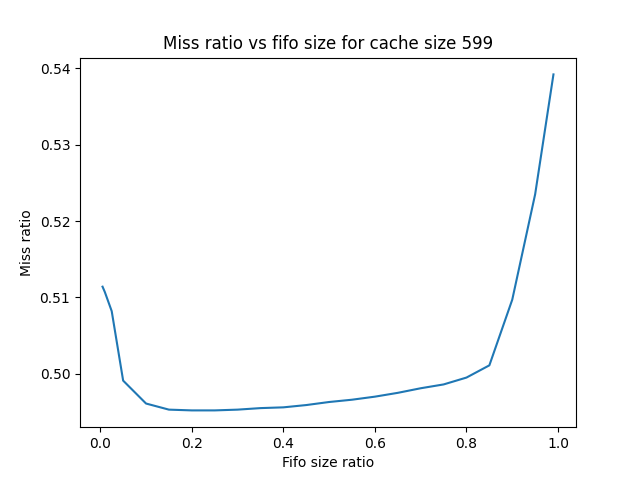 Miss ratio vs fifo size for cache size 599
0.54
0.53
0.52
0.51
0.50
Miss ratio
0.0 0.2 0.4 0.6 0.8 1.0
Fifo size ratio